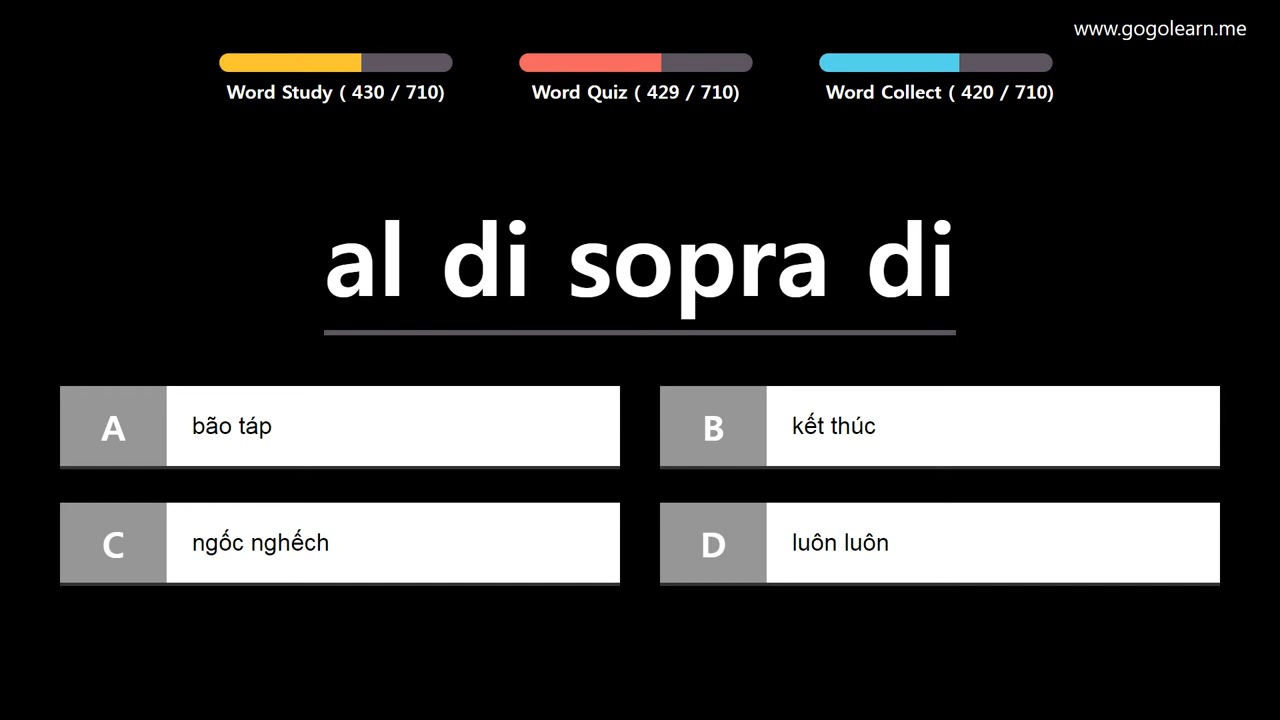 www.gogolearn.me
Word Study ( 430 / 710)
Word Quiz ( 429 / 710)
Word Collect ( 420 / 710)
al di sopra di
A bão táp
B kết thúc
C ngốc nghếch
D luôn luôn